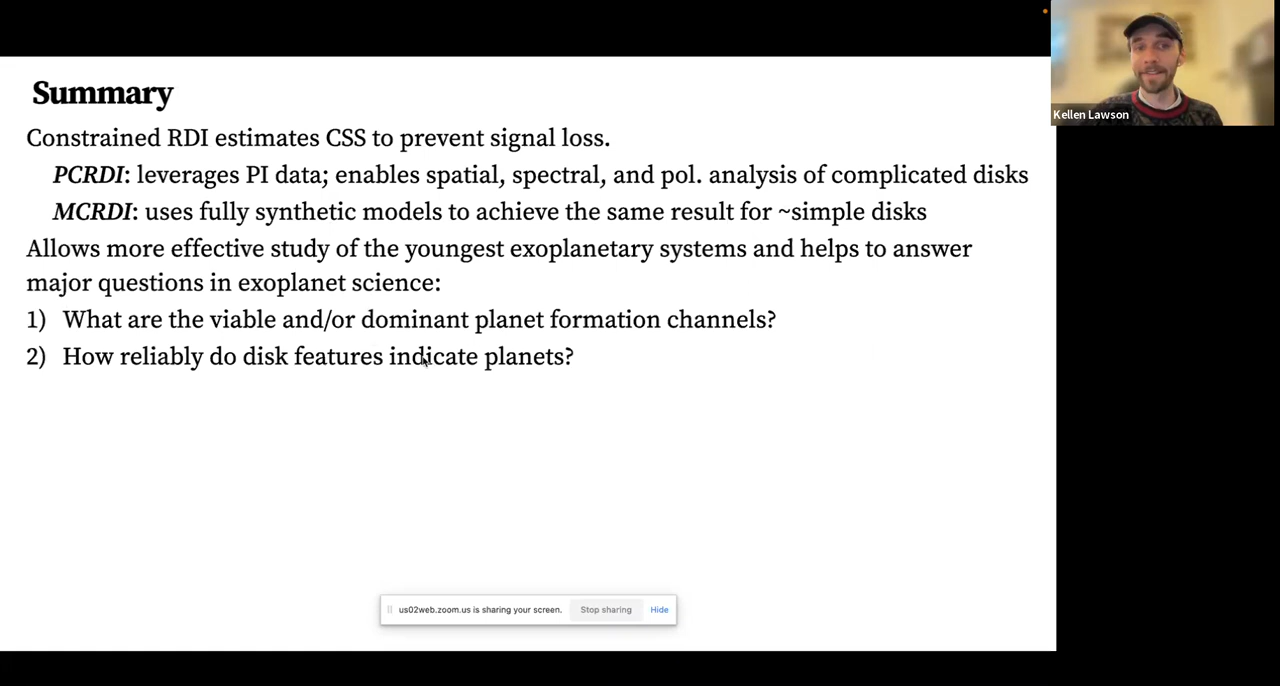 Summary
Constrained RDI estimates CSS to prevent signal loss.
PCRDI: leverages PI data; enables spatial, spectral, and pol. analysis of complicated disks
MCRDI: uses fully synthetic models to achieve the same result for ~simple disks
Allows more effective study of the youngest exoplanetary systems and helps to answer
major questions in exoplanet science:
1) What are the viable and/or dominant planet formation channels?
2) How reliably do disk features indicate planets?
us02web.zoom.us is sharing your screen. Stop sharing Hide
Kellen Lawson